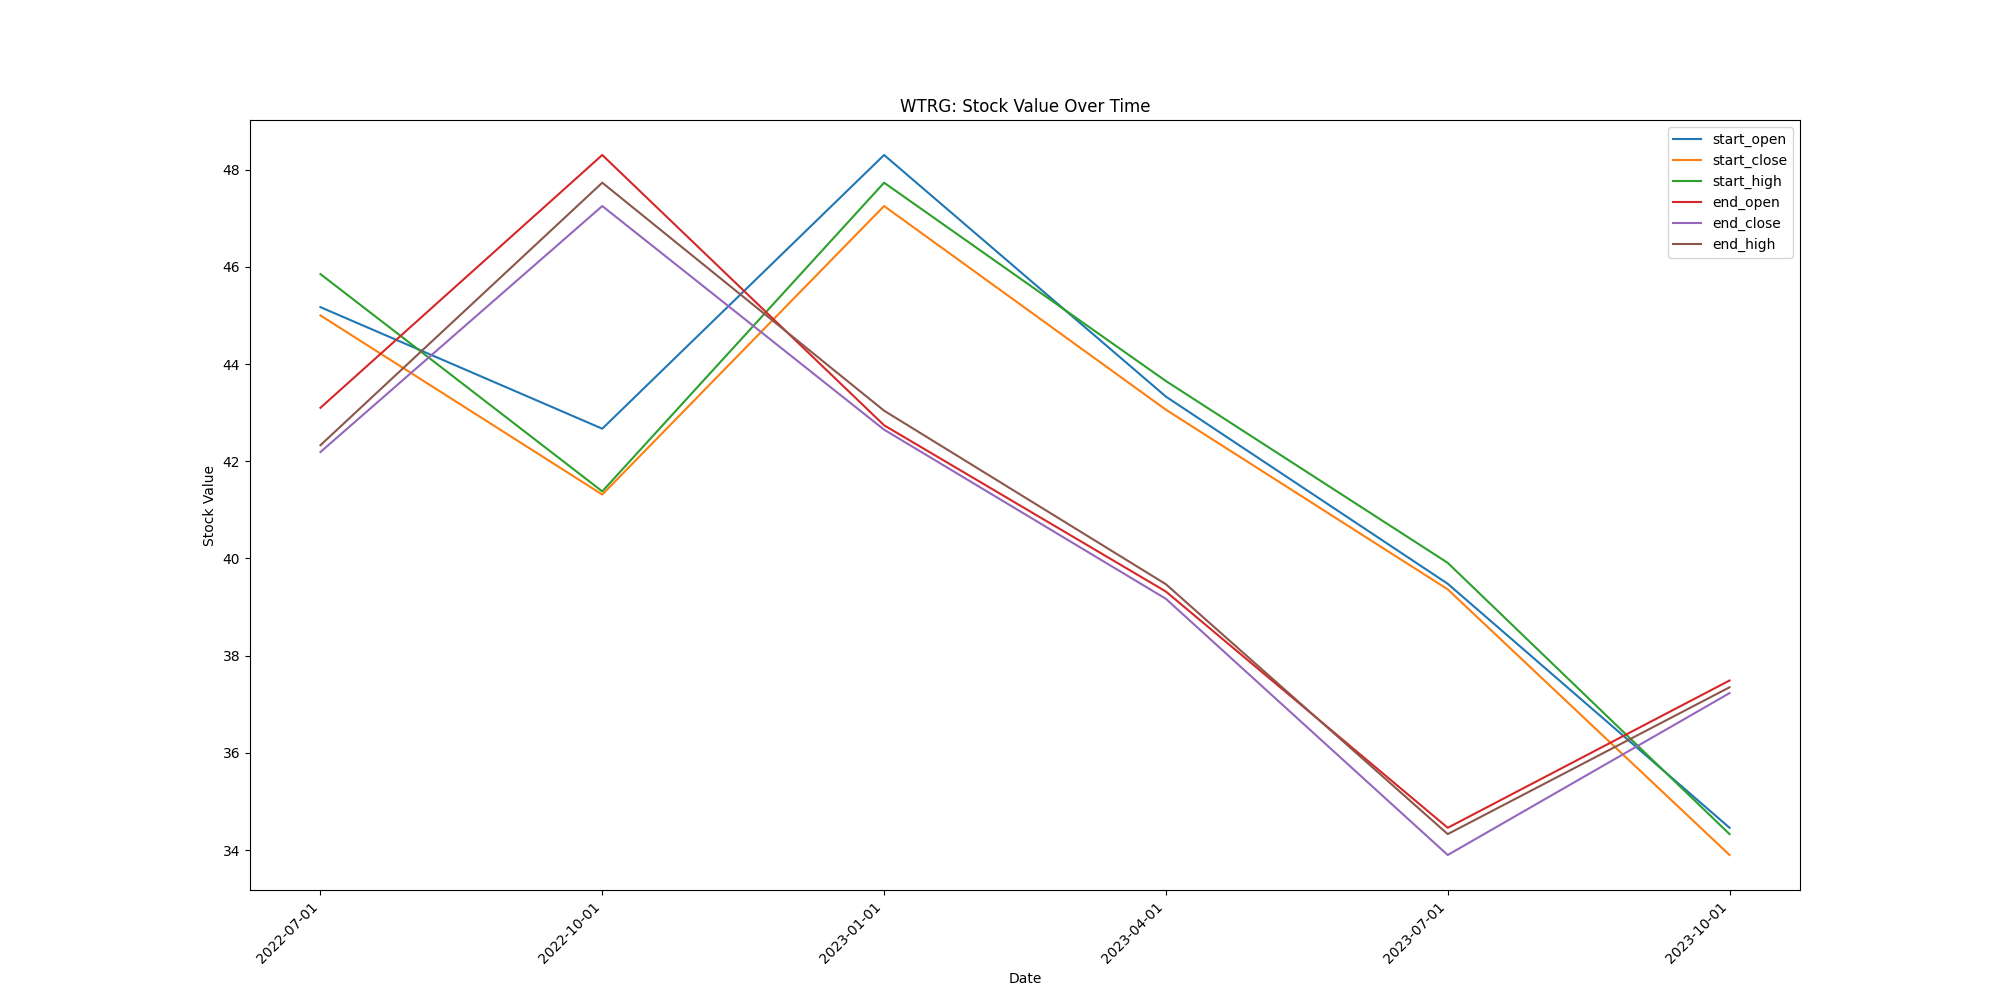 WTRG: Stock Value Over Time
start_open
start_close
start_high
end_open
end_close
end_high
48
46
44
42
40
38
36
34
Stock Value
2022-07-01
2022-10-01
2023-01-01
2023-04-01
2023-07-01
2023-10-01
Date